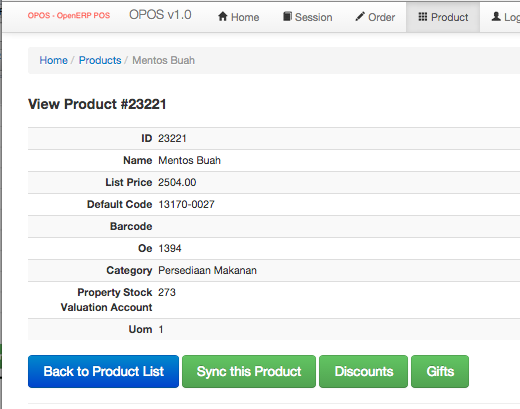 OPOS - OpenERP POS OPOS v1.0 Home Session Order Product Log
Home / Products / Mentos Buah
View Product #23221
ID 23221
Name Mentos Buah
List Price 2504.00
Default Code 13170-0027
Barcode
Oe 1394
Category Persediaan Makanan
Property Stock 273
Valuation Account
Uom 1
Back to Product List Sync this Product Discounts Gifts